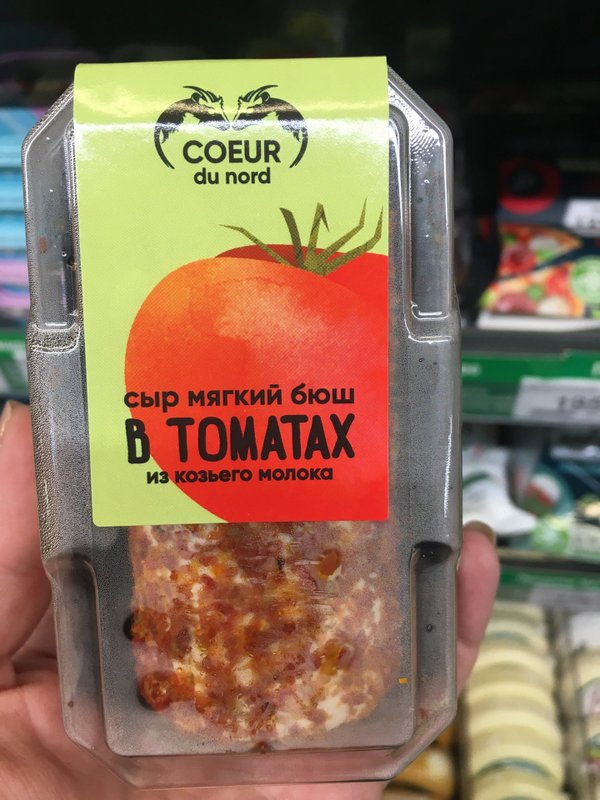 COEUR
du nord
сыр мягкий бюш
В ТОМАТАХ
из козьего молока